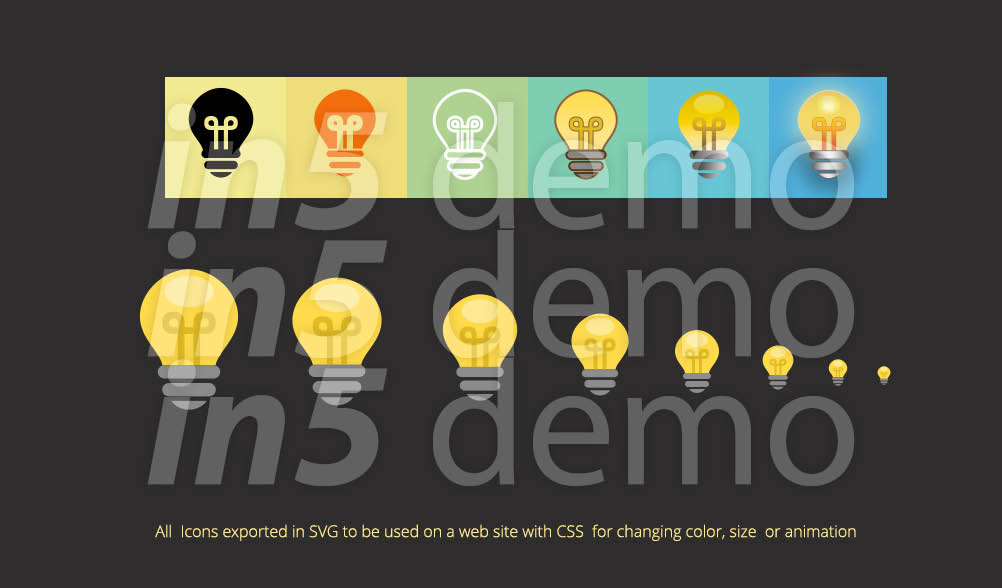 in5 demo
in5 demo
in5 demo
All Icons exported in SVG to be used on a web site with CSS for changing color, size or animation